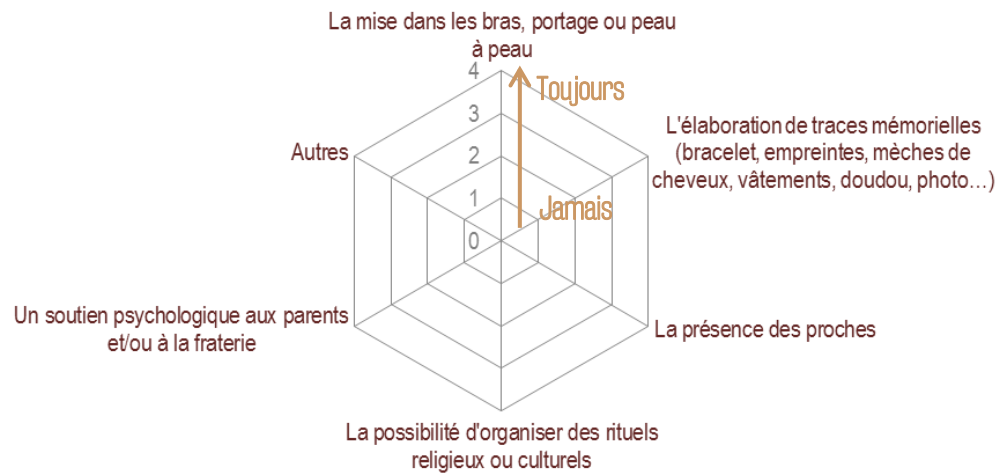 La mise dans les bras, portage ou peau
à peau
4
Toujours
3
L'élaboration de traces mémorielles
(bracelet, empreintes, mèches de
cheveux, vêtements, doudou, photo…)
Autres
2
1
Jamais
0
Un soutien psychologique aux parents
et/ou à la fraterie
La présence des proches
La possibilité d'organiser des rituels
religieux ou culturels